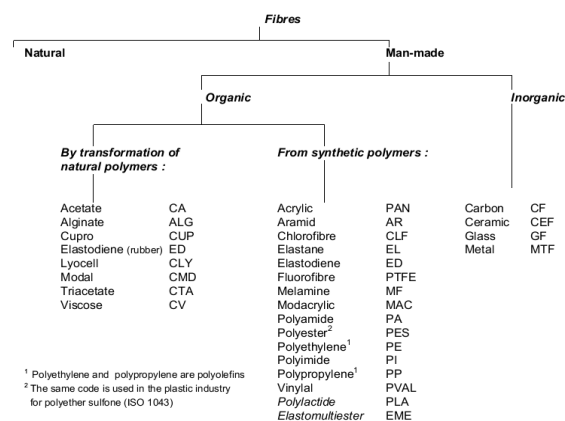 Fibres
Natural Man-made
Organic Inorganic
By transformation of
natural polymers :
From synthetic polymers :
Acetate CA
Alginate ALG
Cupro CUP
Elastodiene (rubber) ED
Lyocell CLY
Modal CMD
Triacetate CTA
Viscose CV
Acrylic PAN
Aramid AR
Chlorofibre CLF
Elastane EL
Elastodiene ED
Fluorofibre PTFE
Melamine MF
Modacrylic MAC
Polyamide PA
Polyester² PES
Polyethylene¹ PE
Polyimide PI
Polypropylene¹ PP
Vinylal PVAL
Polylactide PLA
Elastomultiester EME
Carbon CF
Ceramic CEF
Glass GF
Metal MTF
¹ Polyethylene and polypropylene are polyolefins
² The same code is used in the plastic industry
for polyether sulfone (ISO 1043)